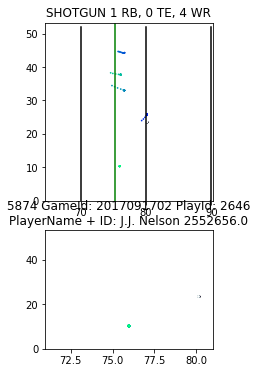 SHOTGUN 1 RB, 0 TE, 4 WR
50
40
30
20
10
0
70 80 90
5874 GameId: 2017091702 PlayId: 2646
PlayerName + ID: J.J. Nelson 2552656.0
40
20
0
72.5 75.0 77.5 80.0